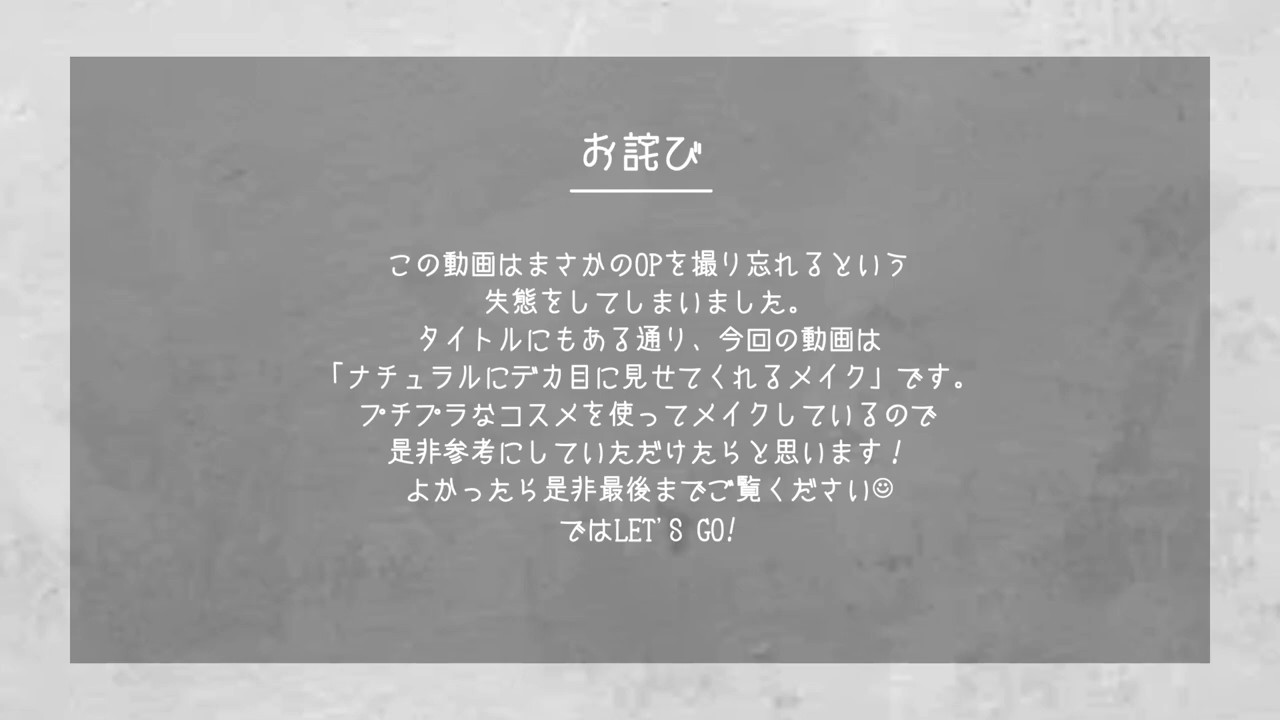 お詫び
この動画はまさかのOPを撮り忘れるという
失態をしてしまいました。
タイトルにもある通り、今回の動画は
「ナチュラルにデカ目に見せてくれるメイク」です。
プチプラなコスメを使ってメイクしているので
是非参考にしていただけたらと思います!
よかったら是非最後までご覧ください☺
ではLET'S GO!